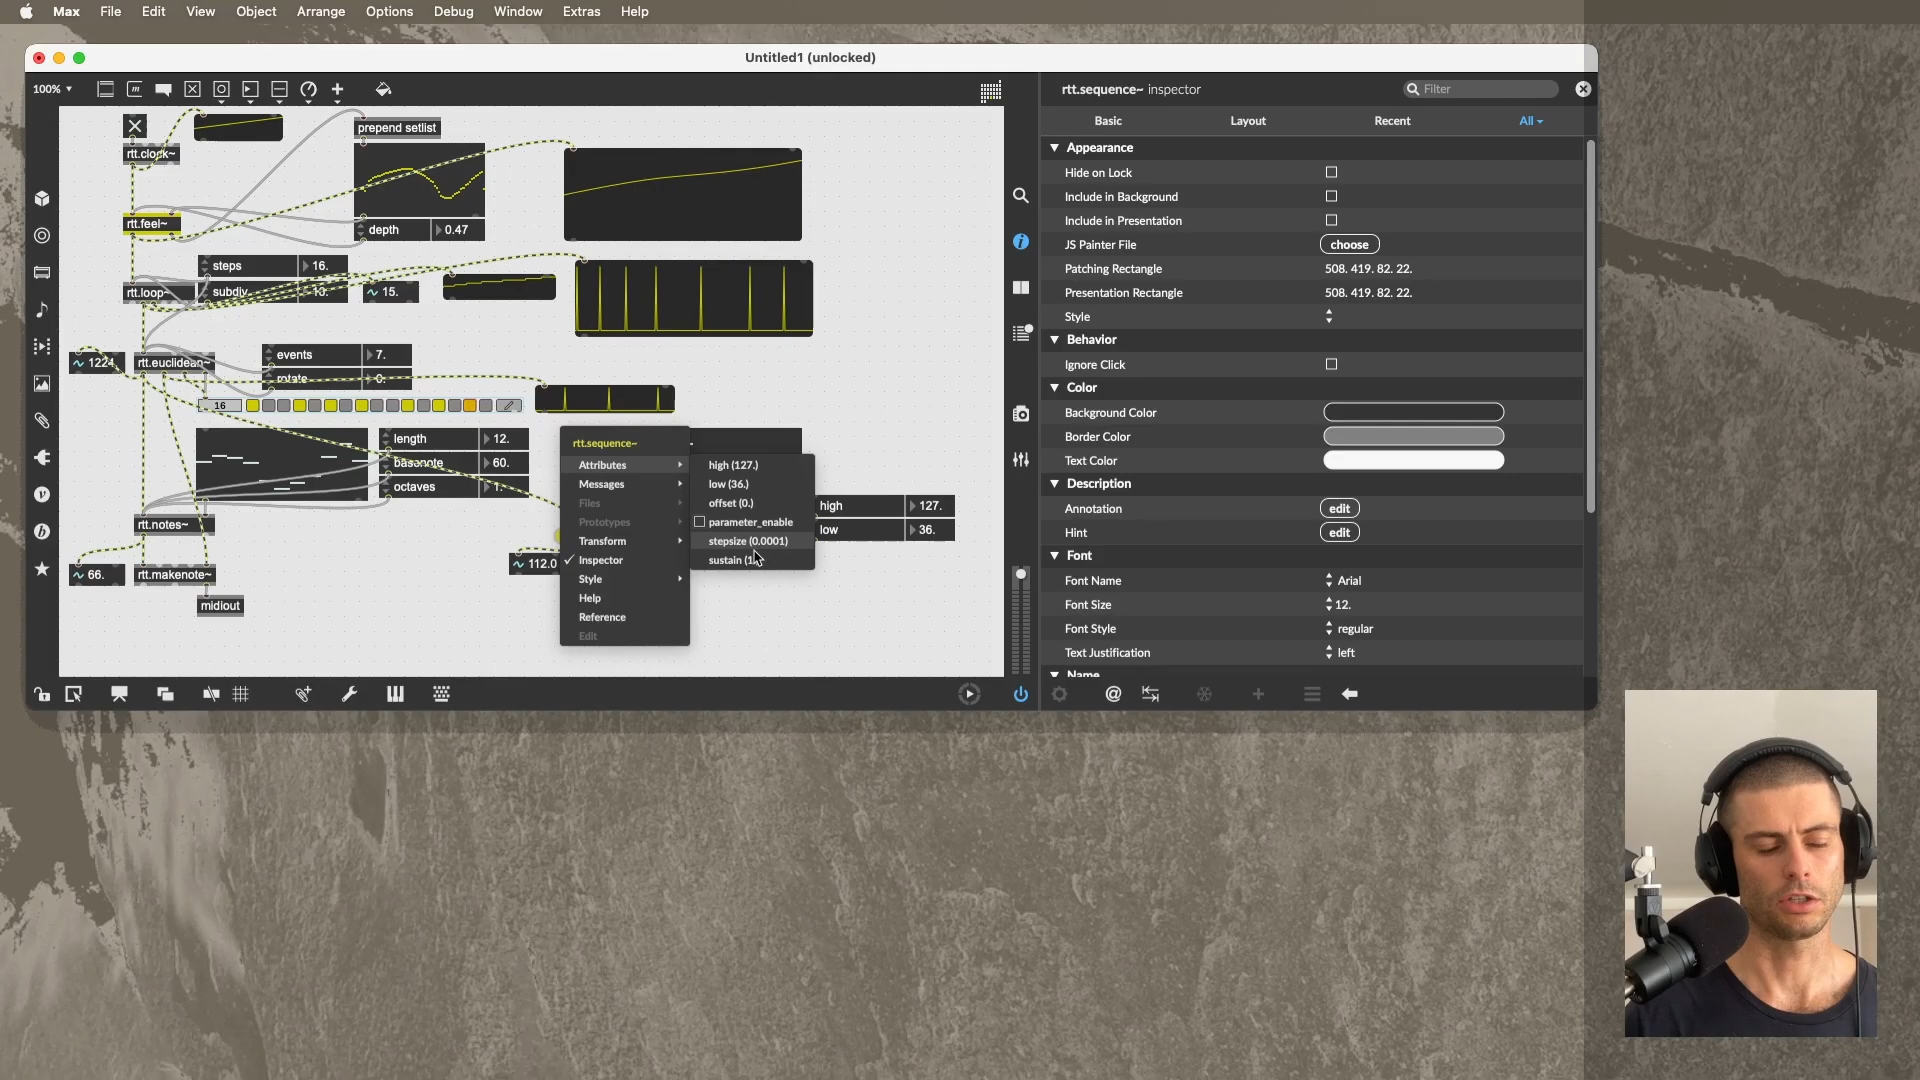 Max File Edit View Object Arrange Options Debug Window Extras Help
Untitled1 (unlocked)
100%
rtt.sequence~ inspector
Filter
Basic Layout Recent All
prepend setlist
rtt.clock~
rtt.feel~
depth 0.47
steps 16.
rtt.loop~
subdiv
15.
1224.
rtt.euclidean~
events 7.
rotate 0.
16
length 12.
basenote 60.
octaves 1.
rtt.notes~
66.
rtt.makenote~
midiout
112.0
high 127.
low 36.
rtt.sequence~
Attributes
Messages
Files
Prototypes
Transform
Inspector
Style
Help
Reference
Edit
high (127.)
low (36.)
offset (0.)
parameter_enable
stepsize (0.0001)
sustain (1.
Appearance
Hide on Lock
Include in Background
Include in Presentation
JS Painter File choose
Patching Rectangle 508. 419. 82. 22.
Presentation Rectangle 508. 419. 82. 22.
Style
Behavior
Ignore Click
Color
Background Color
Border Color
Text Color
Description
Annotation edit
Hint edit
Font
Font Name Arial
Font Size 12.
Font Style regular
Text Justification left
Name